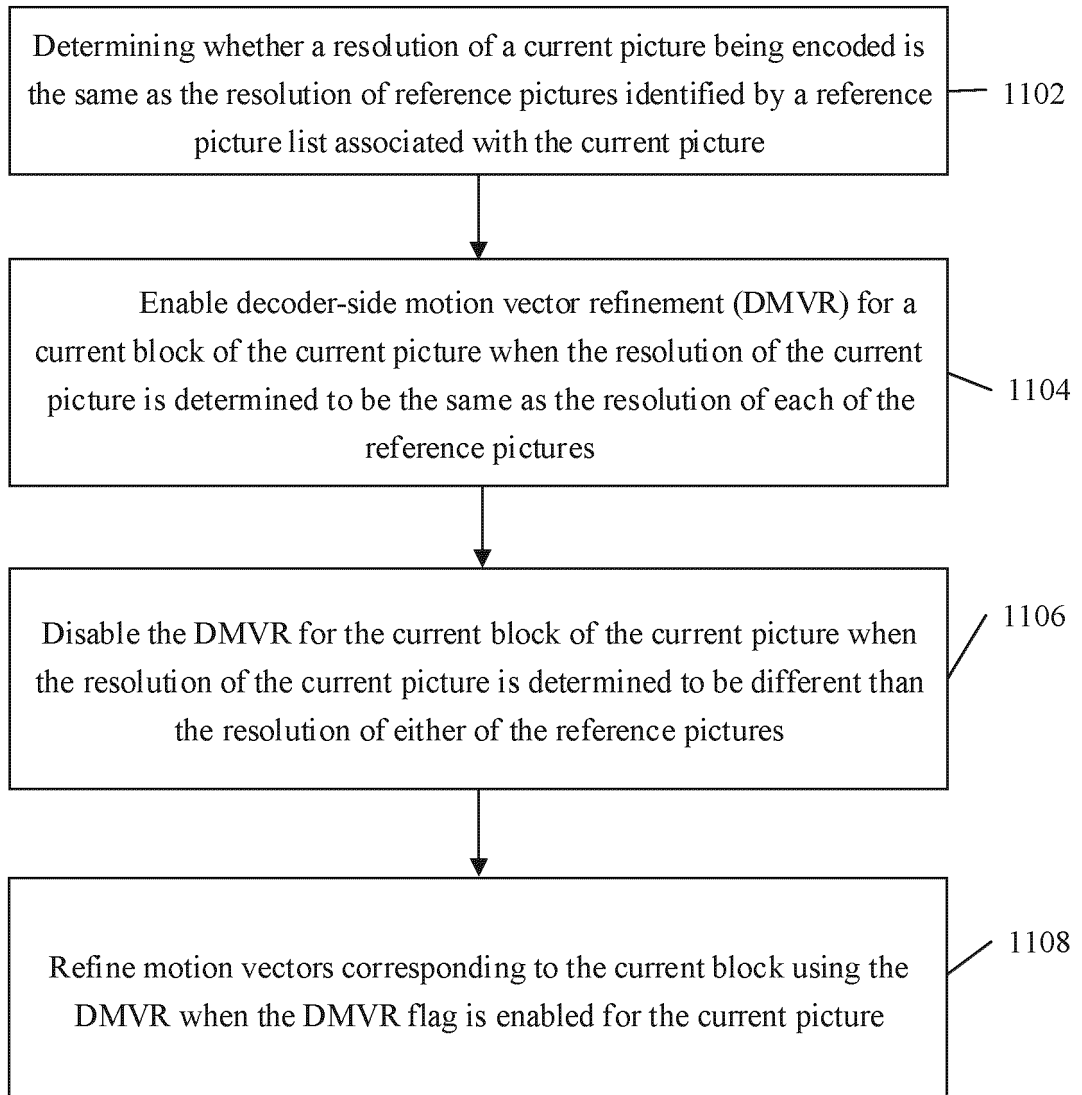 Determining whether a resolution of a current picture being encoded is
the same as the resolution of reference pictures identified by a reference
picture list associated with the current picture
1102
Enable decoder-side motion vector refinement (DMVR) for a
current block of the current picture when the resolution of the current
picture is determined to be the same as the resolution of each of the
reference pictures
1104
Disable the DMVR for the current block of the current picture when
the resolution of the current picture is determined to be different than
the resolution of either of the reference pictures
1106
Refine motion vectors corresponding to the current block using the
DMVR when the DMVR flag is enabled for the current picture
1108